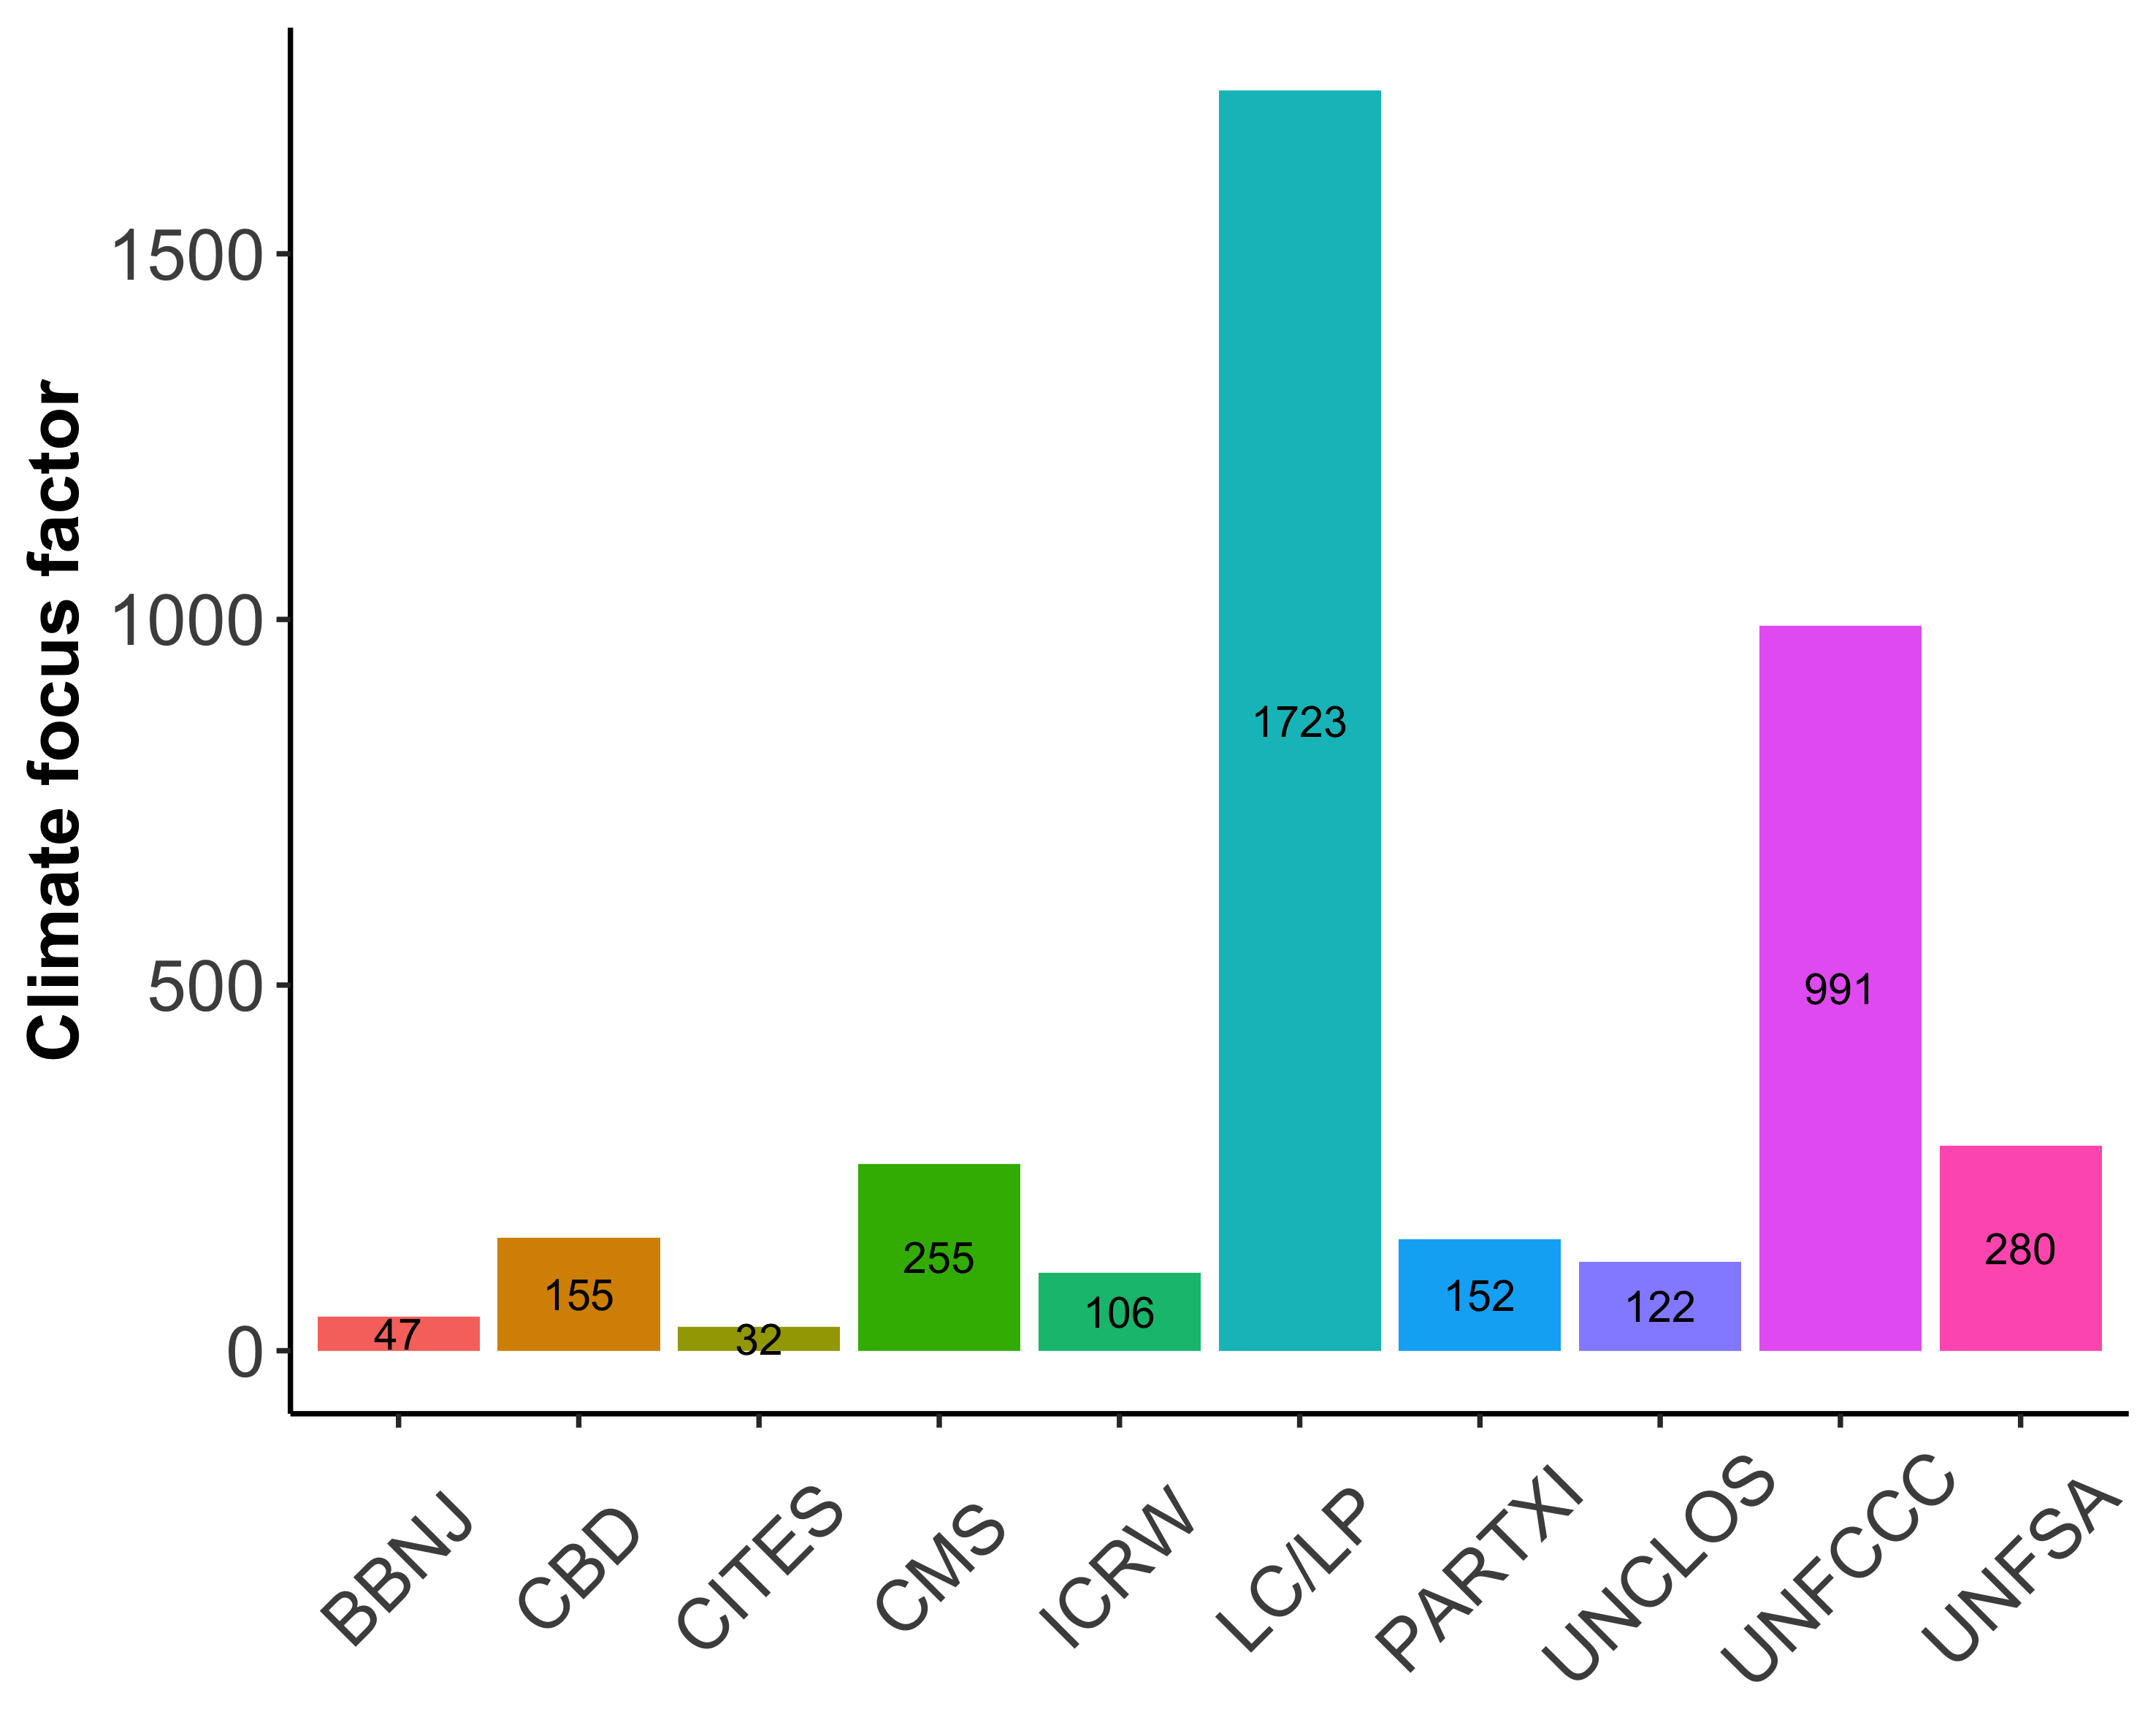 Climate focus factor
1500
1000
500
0
47
155
32
255
106
1723
152
122
991
280
BBNJ
CBD
CITES
CMS
ICRW
LC/LP
PARTXI
UNCLOS
UNFCCC
UNFSA